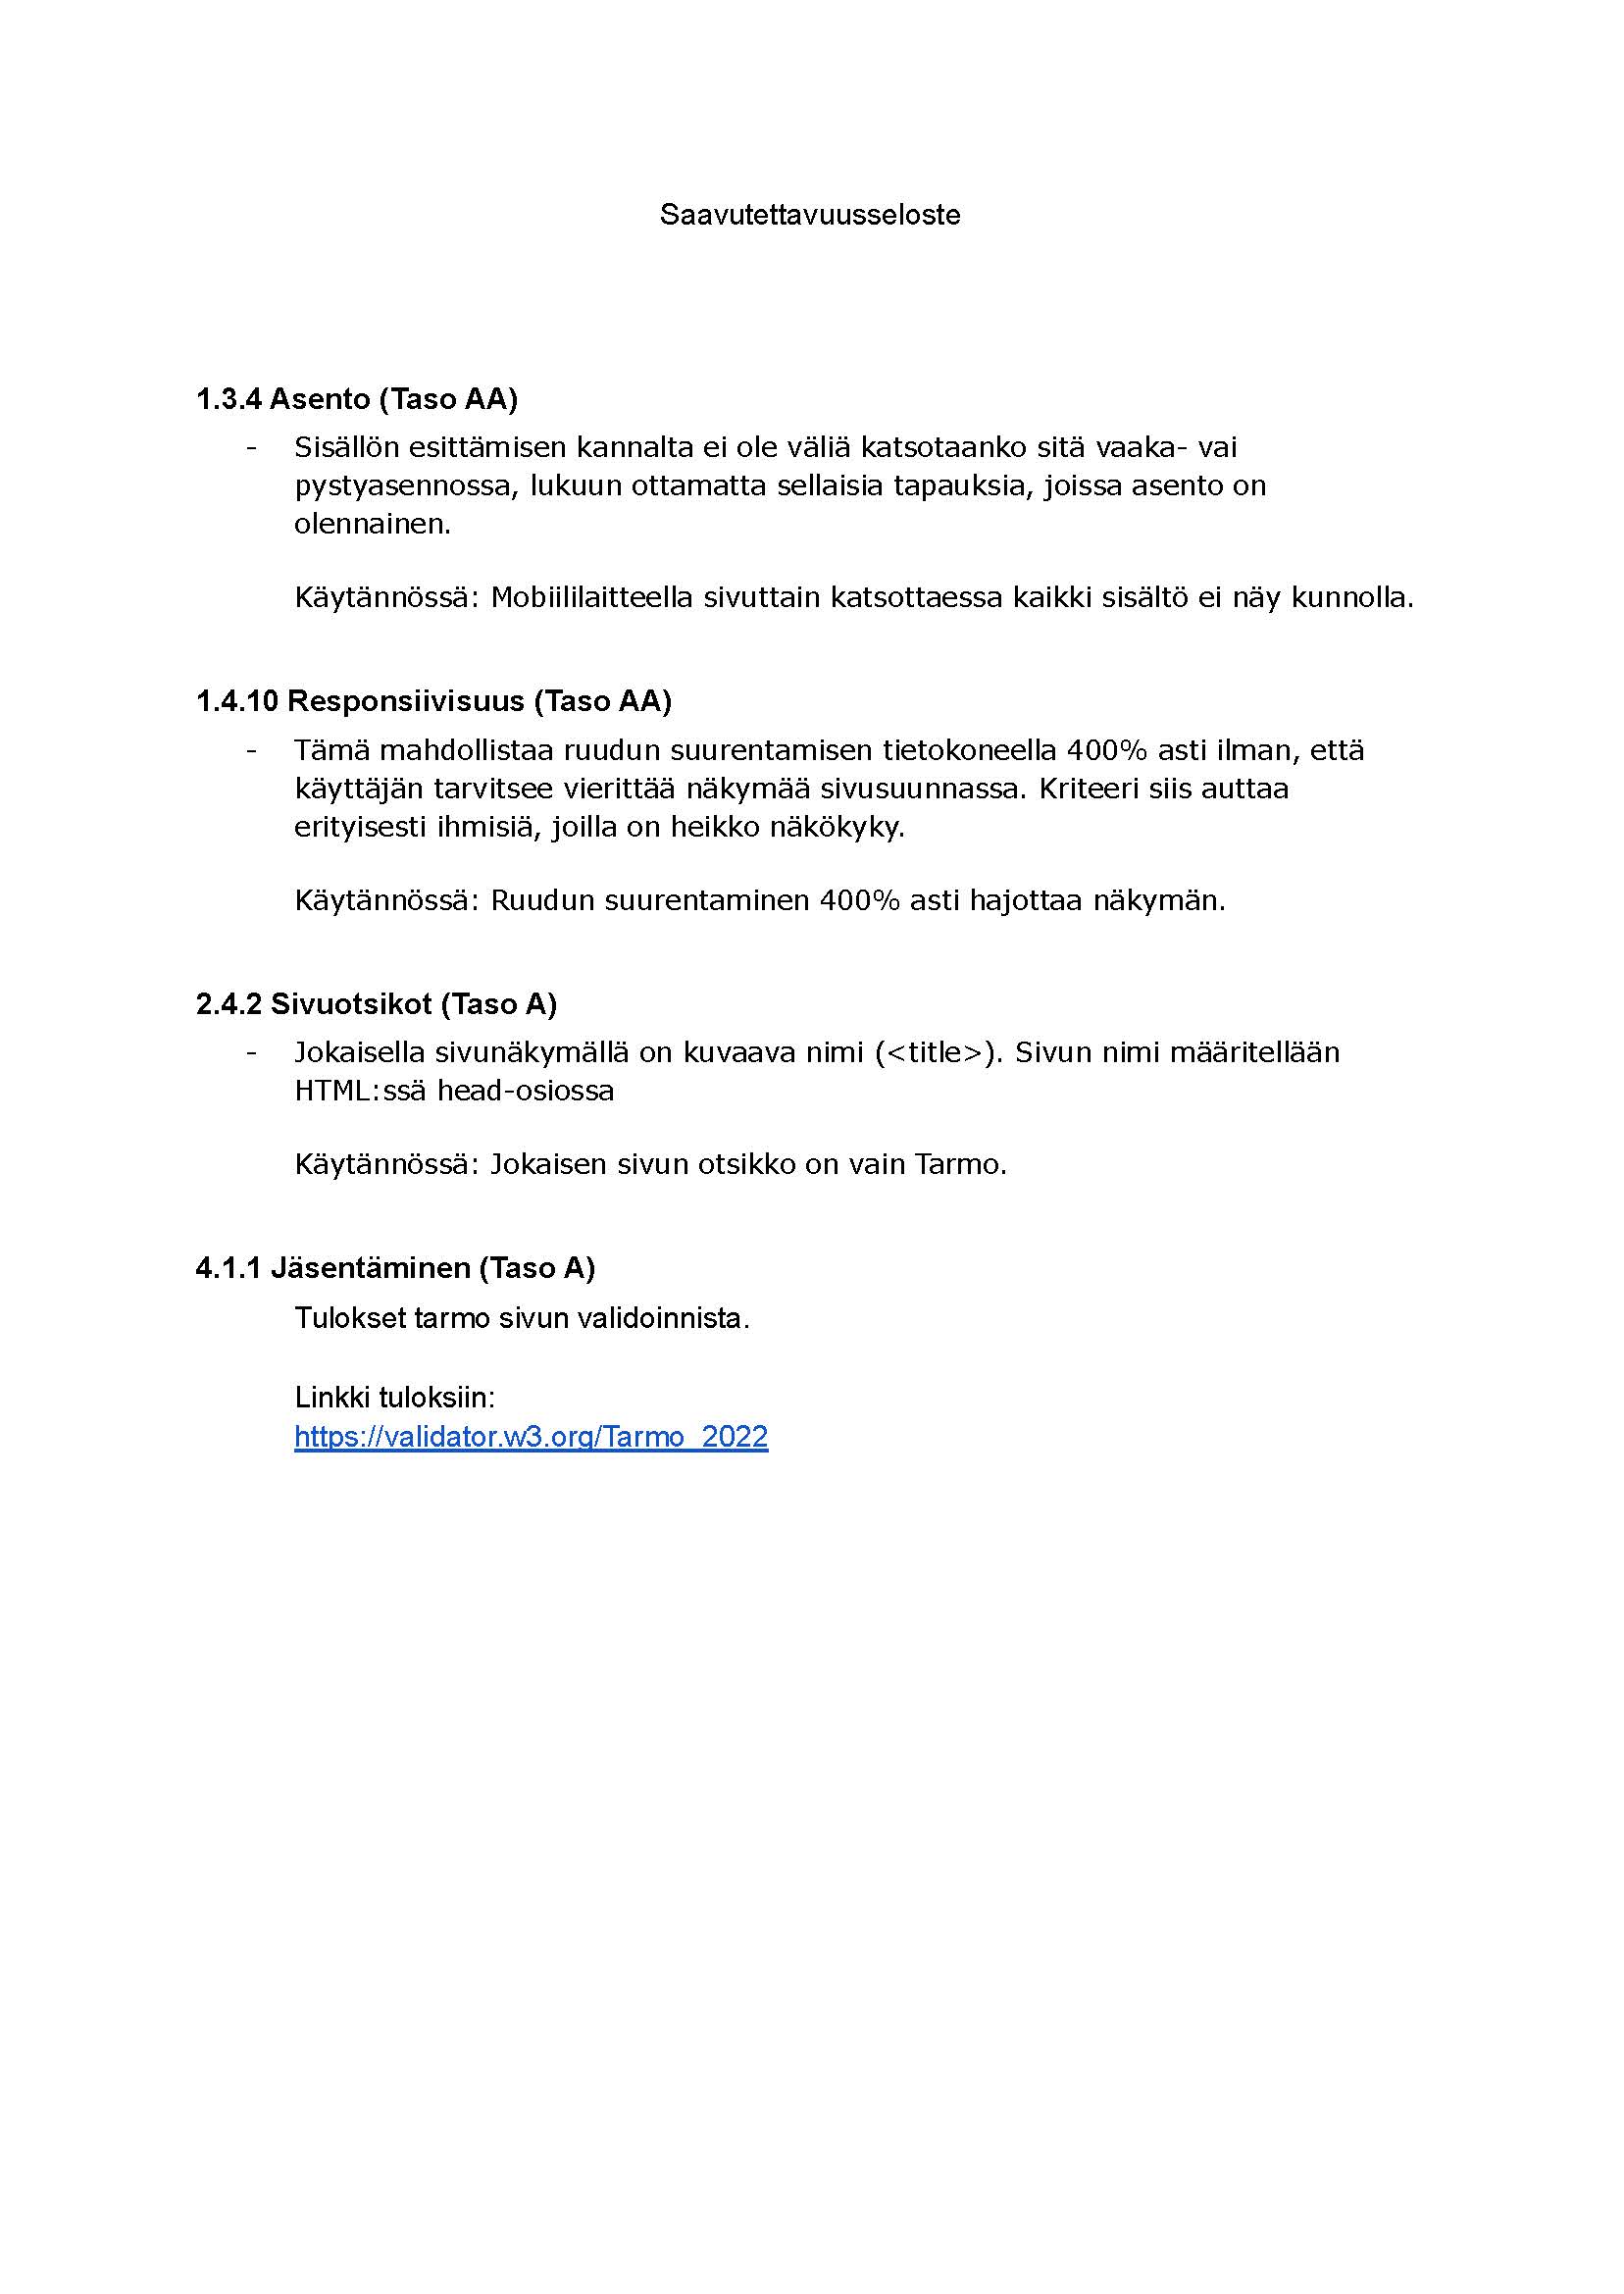 Saavutettavuusseloste
1.3.4 Asento (Taso AA)
- Sisällön esittämisen kannalta ei ole väliä katsotaanko sitä vaaka- vai
pystyasennossa, lukuun ottamatta sellaisia tapauksia, joissa asento on
olennainen.
Käytännössä: Mobiililaitteella sivuttain katsottaessa kaikki sisältö ei näy kunnolla.
1.4.10 Responsiivisuus (Taso AA)
- Tämä mahdollistaa ruudun suurentamisen tietokoneella 400% asti ilman, että
käyttäjän tarvitsee vierittää näkymää sivusuunnassa. Kriteeri siis auttaa
erityisesti ihmisiä, joilla on heikko näkökyky.
Käytännössä: Ruudun suurentaminen 400% asti hajottaa näkymän.
2.4.2 Sivuotsikot (Taso A)
- Jokaisella sivunäkymällä on kuvaava nimi (<title>). Sivun nimi määritellään
HTML:ssä head-osiossa
Käytännössä: Jokaisen sivun otsikko on vain Tarmo.
4.1.1 Jäsentäminen (Taso A)
Tulokset tarmo sivun validoinnista.
Linkki tuloksiin:
https://validator.w3.org/Tarmo_2022